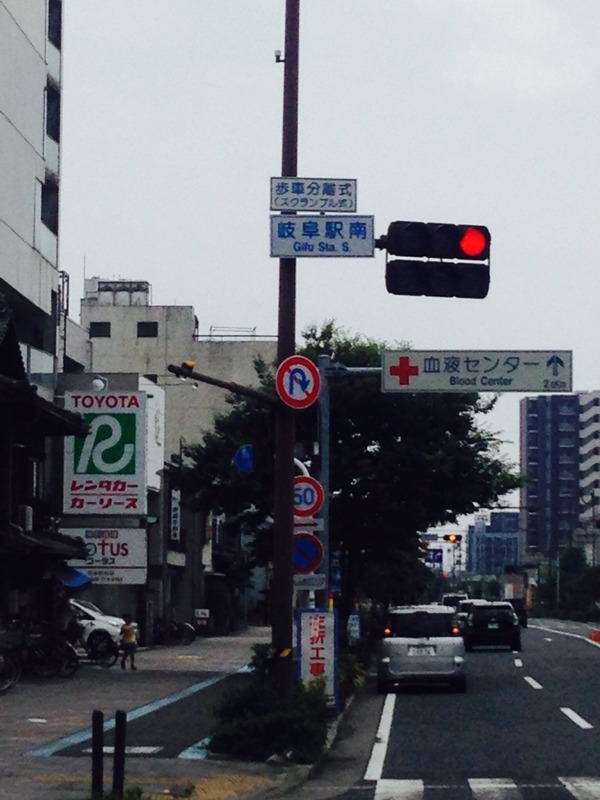 歩車分離式
(スクランブル式)
岐阜駅南
Gifu Sta. S.
血液センター
Blood Center
TOYOTA
R
レンタカー
カーリース
50